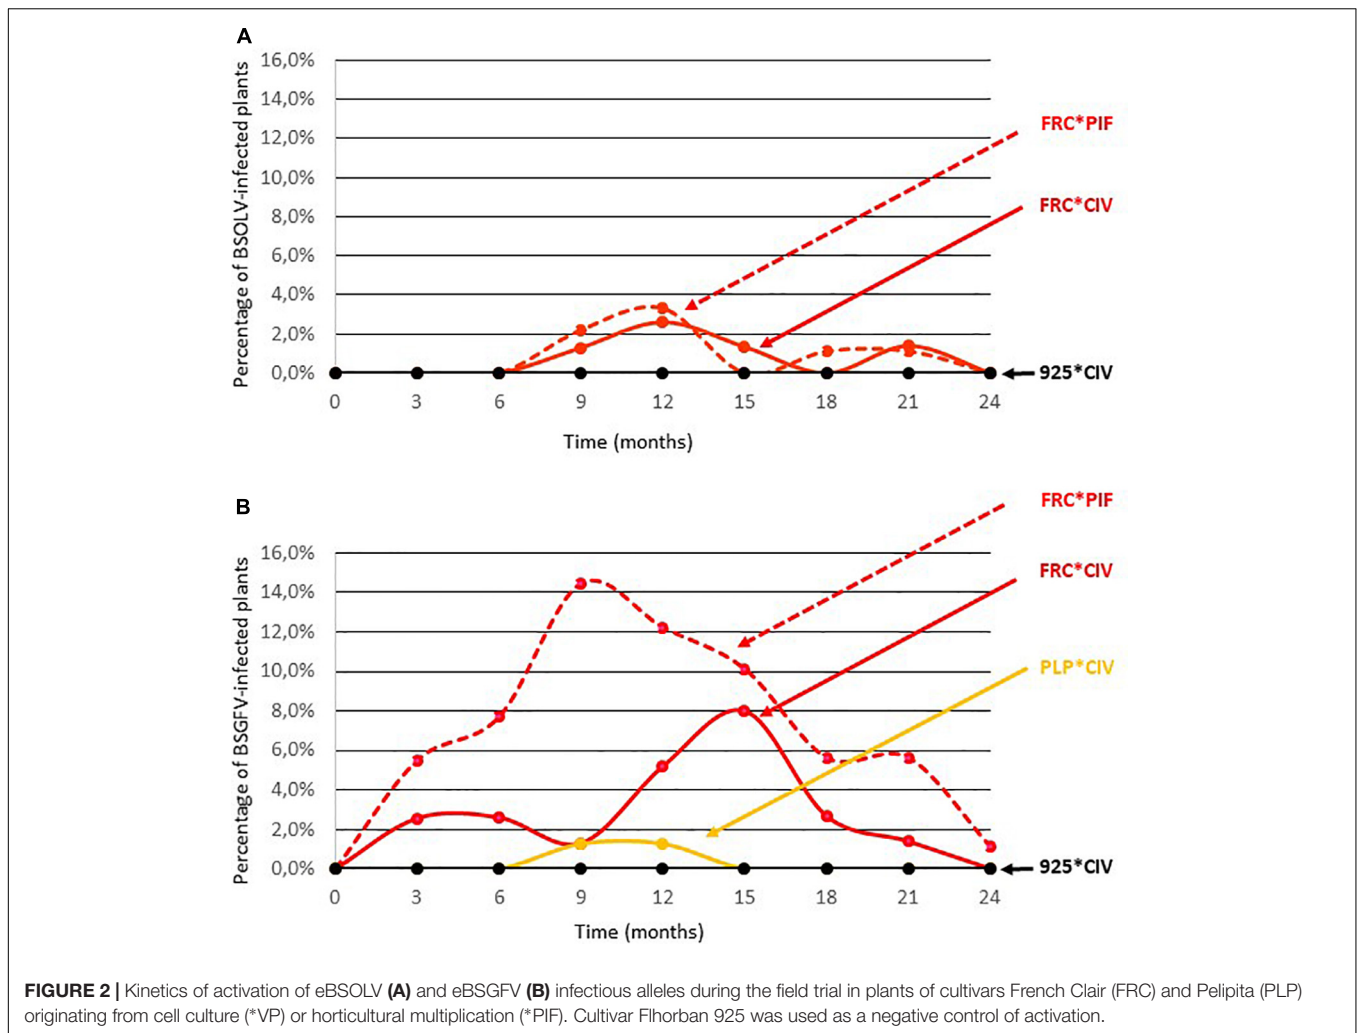 A
Percentage of BSOLV-infected plants
16,0%
14,0%
12,0%
10,0%
8,0%
6,0%
4,0%
2,0%
0,0%
0 3 6 9 12 15 18 21 24
Time (months)
FRC*PIF
FRC*CIV
925*CIV
B
Percentage of BSGFV-infected plants
16,0%
14,0%
12,0%
10,0%
8,0%
6,0%
4,0%
2,0%
0,0%
0 3 6 9 12 15 18 21 24
Time (months)
FRC*PIF
FRC*CIV
PLP*CIV
925*CIV
FIGURE 2 | Kinetics of activation of eBSOLV (A) and eBSGFV (B) infectious alleles during the field trial in plants of cultivars French Clair (FRC) and Pelipita (PLP)
originating from cell culture (*VP) or horticultural multiplication (*PIF). Cultivar Flhorban 925 was used as a negative control of activation.